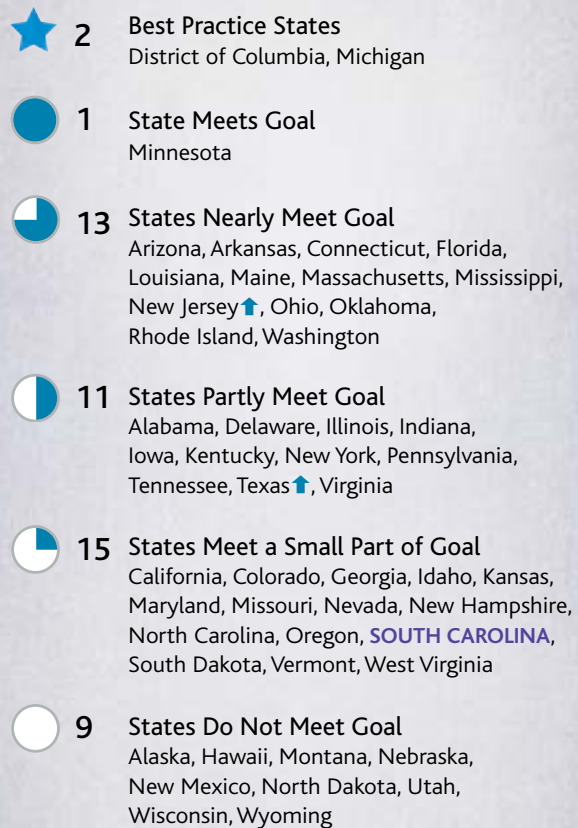 2 Best Practice States
District of Columbia, Michigan
1 State Meets Goal
Minnesota
13 States Nearly Meet Goal
Arizona, Arkansas, Connecticut, Florida,
Louisiana, Maine, Massachusetts, Mississippi,
New Jersey⬆, Ohio, Oklahoma,
Rhode Island, Washington
11 States Partly Meet Goal
Alabama, Delaware, Illinois, Indiana,
Iowa, Kentucky, New York, Pennsylvania,
Tennessee, Texas⬆, Virginia
15 States Meet a Small Part of Goal
California, Colorado, Georgia, Idaho, Kansas,
Maryland, Missouri, Nevada, New Hampshire,
North Carolina, Oregon, SOUTH CAROLINA,
South Dakota, Vermont, West Virginia
9 States Do Not Meet Goal
Alaska, Hawaii, Montana, Nebraska,
New Mexico, North Dakota, Utah,
Wisconsin, Wyoming